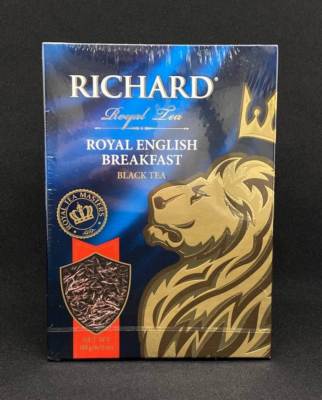 RICHARD®
Royal Tea
ROYAL ENGLISH
BREAKFAST
BLACK TEA
ROYAL TEA MASTERS